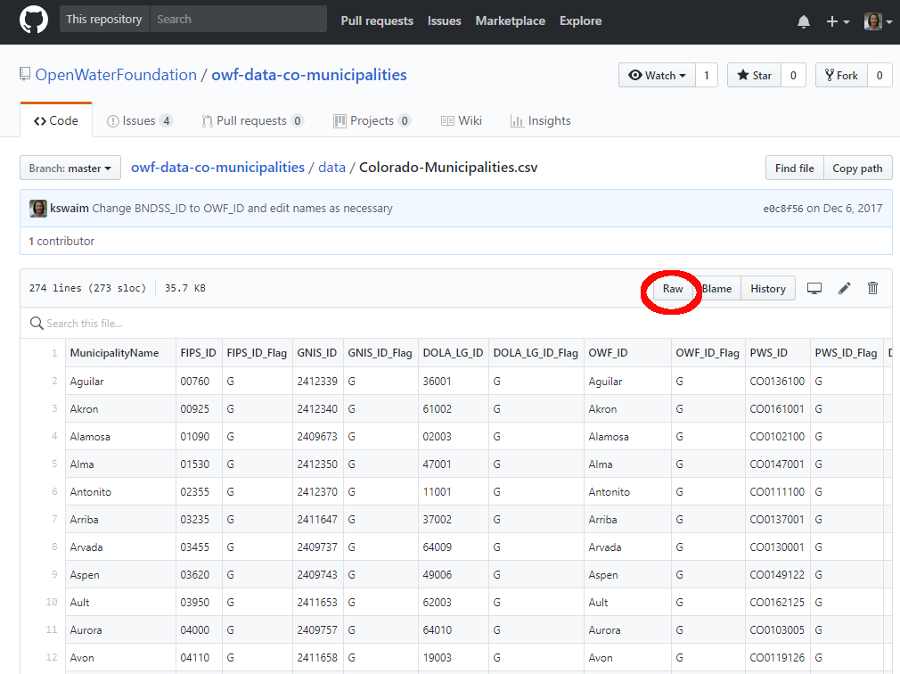 This repository Search Pull requests Issues Marketplace Explore
OpenWaterFoundation / owf-data-co-municipalities Watch 1 Star 0 Fork 0
Code Issues 4 Pull requests 0 Projects 0 Wiki Insights
Branch: master owf-data-co-municipalities / data / Colorado-Municipalities.csv Find file Copy path
kswaim Change BNDSS_ID to OWF_ID and edit names as necessary e0c8f56 on Dec 6, 2017
1 contributor
274 lines (273 sloc) 35.7 KB Raw Blame History
Search this file...
1 MunicipalityName FIPS_ID FIPS_ID_Flag GNIS_ID GNIS_ID_Flag DOLA_LG_ID DOLA_LG_ID_Flag OWF_ID OWF_ID_Flag PWS_ID PWS_ID_Flag
2 Aguilar 00760 G 2412339 G 36001 G Aguilar G CO0136100 G
3 Akron 00925 G 2412340 G 61002 G Akron G CO0161001 G
4 Alamosa 01090 G 2409673 G 02003 G Alamosa G CO0102100 G
5 Alma 01530 G 2412350 G 47001 G Alma G CO0147001 G
6 Antonito 02355 G 2412370 G 11001 G Antonito G CO0111100 G
7 Arriba 03235 G 2411647 G 37002 G Arriba G CO0137001 G
8 Arvada 03455 G 2409737 G 64009 G Arvada G CO0130001 G
9 Aspen 03620 G 2409743 G 49006 G Aspen G CO0149122 G
10 Ault 03950 G 2411653 G 62003 G Ault G CO0162125 G
11 Aurora 04000 G 2409757 G 64010 G Aurora G CO0103005 G
12 Avon 04110 G 2411658 G 19003 G Avon G CO0119126 G